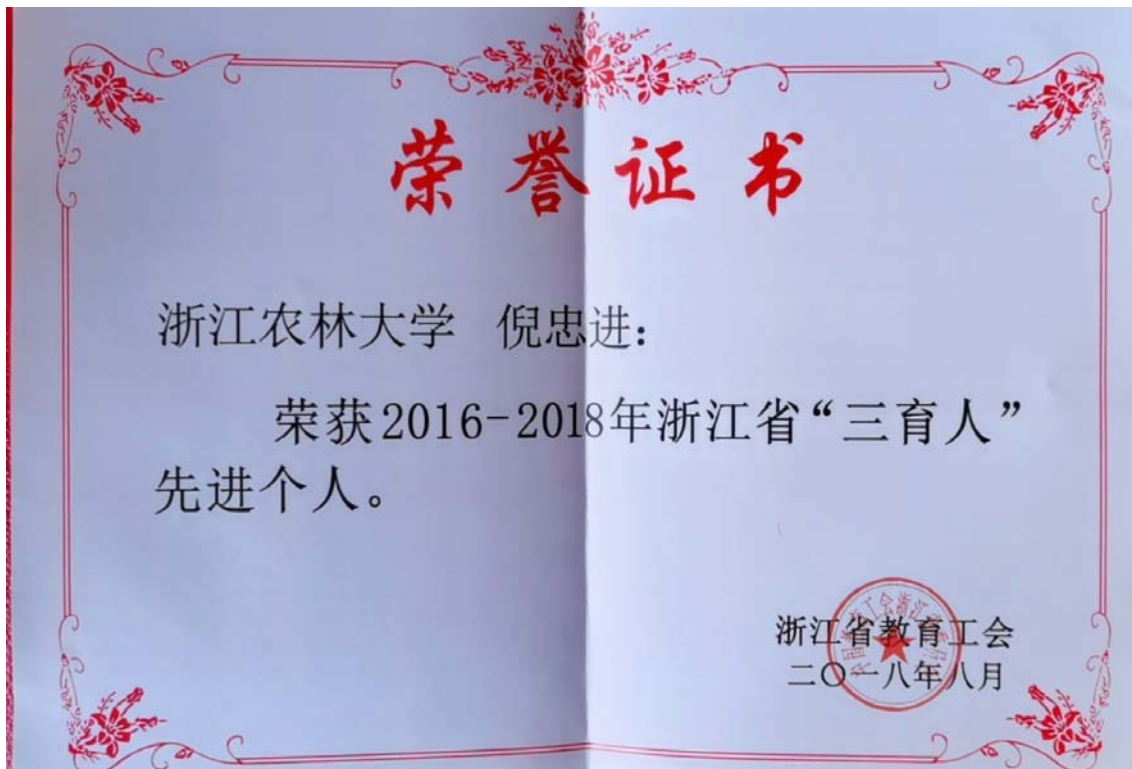 荣誉证书
浙江农林大学 倪忠进:
荣获2016-2018年浙江省“三育人”
先进个人。
浙江省教育工会
二〇一八年八月